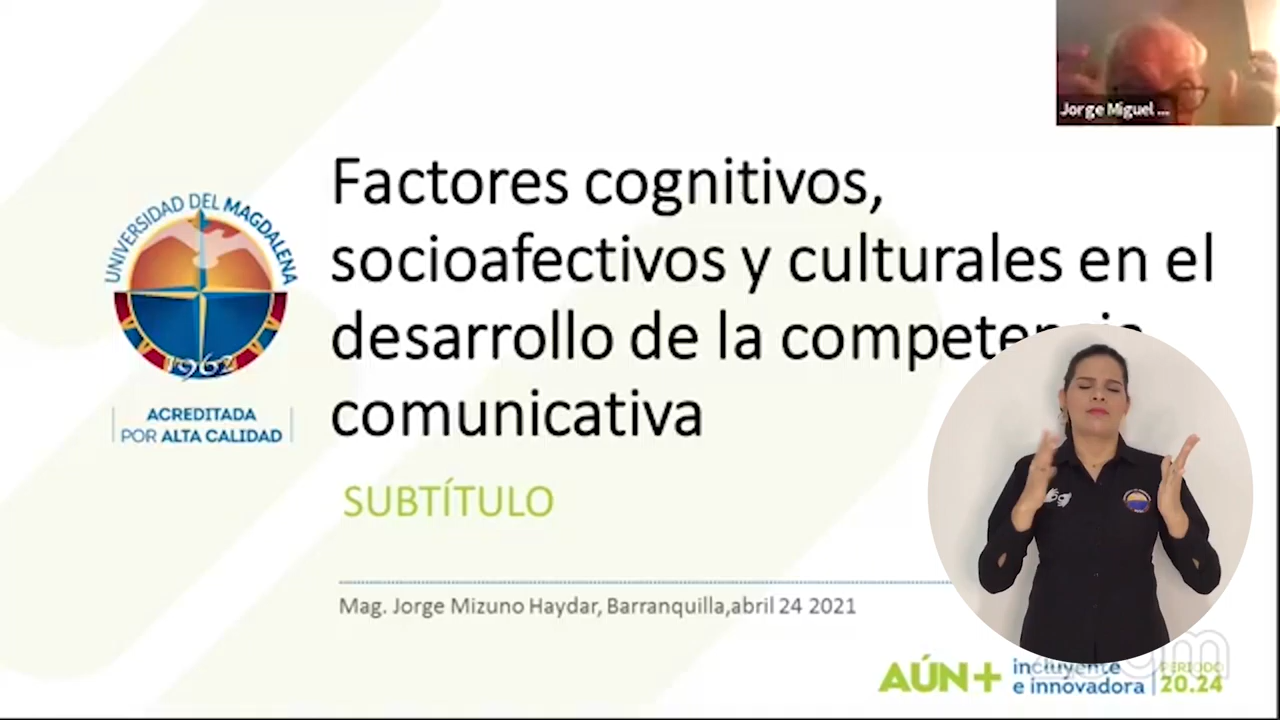 Jorge Miguel ...
Factores cognitivos,
socioafectivos y culturales en el
desarrollo de la competencia
comunicativa
UNIVERSIDAD DEL MAGDALENA
1962
ACREDITADA
POR ALTA CALIDAD
SUBTÍTULO
Mag. Jorge Mizuno Haydar, Barranquilla,abril 24 2021
AÚN+
incluyente
e innovadora
PERIODO
20.24